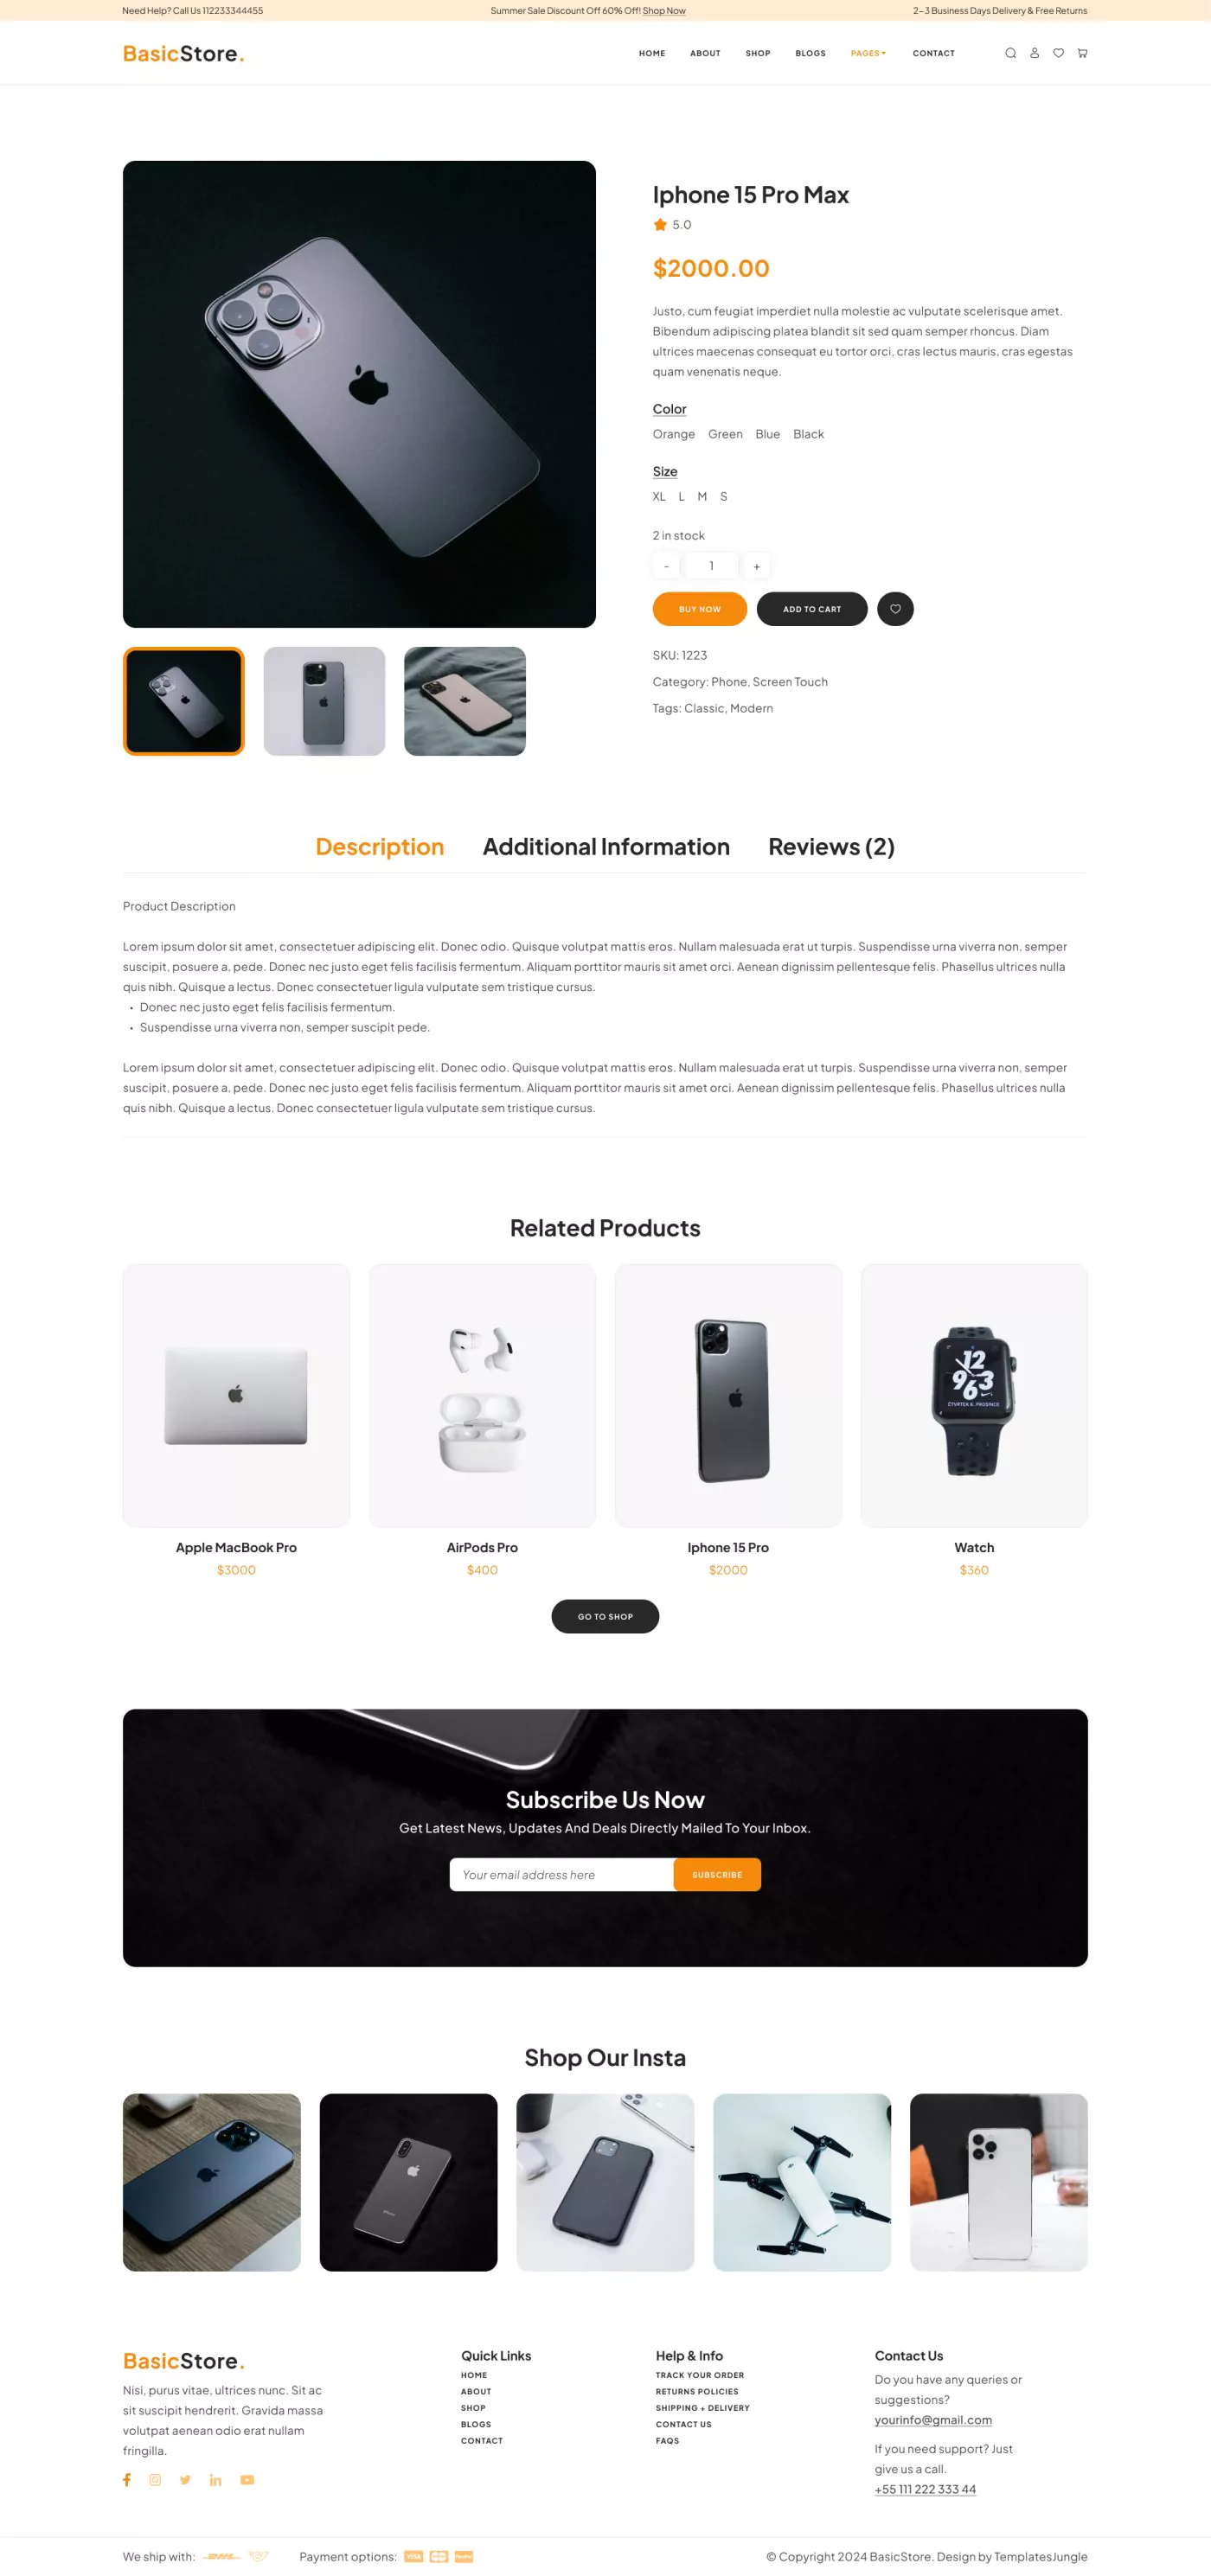 Need Help? Call Us 112233344455
Summer Sale Discount Off 60% Off! Shop Now
2-3 Business Days Delivery & Free Returns
BasicStore.
HOME
ABOUT
SHOP
BLOGS
PAGES
CONTACT
Iphone 15 Pro Max
5.0
$2000.00
Justo, cum feugiat imperdiet nulla molestie ac vulputate scelerisque amet.
Bibendum adipiscing platea blandit sit sed quam semper rhoncus. Diam
ultrices maecenas consequat eu tortor orci, cras lectus mauris, cras egestas
quam venenatis neque.
Color
Orange Green Blue Black
Size
XL L M S
2 in stock
- 1 +
BUY NOW
ADD TO CART
SKU: 1223
Category: Phone, Screen Touch
Tags: Classic, Modern
Description
Additional Information
Reviews (2)
Product Description
Lorem ipsum dolor sit amet, consectetuer adipiscing elit. Donec odio. Quisque volutpat mattis eros. Nullam malesuada erat ut turpis. Suspendisse urna viverra non, semper
suscipit, posuere a, pede. Donec nec justo eget felis facilisis fermentum. Aliquam porttitor mauris sit amet orci. Aenean dignissim pellentesque felis. Phasellus ultrices nulla
quis nibh. Quisque a lectus. Donec consectetuer ligula vulputate sem tristique cursus.
• Donec nec justo eget felis facilisis fermentum.
• Suspendisse urna viverra non, semper suscipit pede.
Lorem ipsum dolor sit amet, consectetuer adipiscing elit. Donec odio. Quisque volutpat mattis eros. Nullam malesuada erat ut turpis. Suspendisse urna viverra non, semper
suscipit, posuere a, pede. Donec nec justo eget felis facilisis fermentum. Aliquam porttitor mauris sit amet orci. Aenean dignissim pellentesque felis. Phasellus ultrices nulla
quis nibh. Quisque a lectus. Donec consectetuer ligula vulputate sem tristique cursus.
Related Products
12
9 3
6
Apple MacBook Pro
$3000
AirPods Pro
$400
Iphone 15 Pro
$2000
Watch
$360
GO TO SHOP
Subscribe Us Now
Get Latest News, Updates And Deals Directly Mailed To Your Inbox.
Your email address here
SUBSCRIBE
Shop Our Insta
BasicStore.
Nisi, purus vitae, ultrices nunc. Sit ac
sit suscipit hendrerit. Gravida massa
volutpat aenean odio erat nullam
fringilla.
Quick Links
HOME
ABOUT
SHOP
BLOGS
CONTACT
Help & Info
TRACK YOUR ORDER
RETURNS POLICIES
SHIPPING + DELIVERY
CONTACT US
FAQS
Contact Us
Do you have any queries or
suggestions?
yourinfo@gmail.com
If you need support? Just
give us a call.
+55 111 222 333 44
We ship with: DHL
Payment options: VISA PayPal
© Copyright 2024 BasicStore. Design by TemplatesJungle